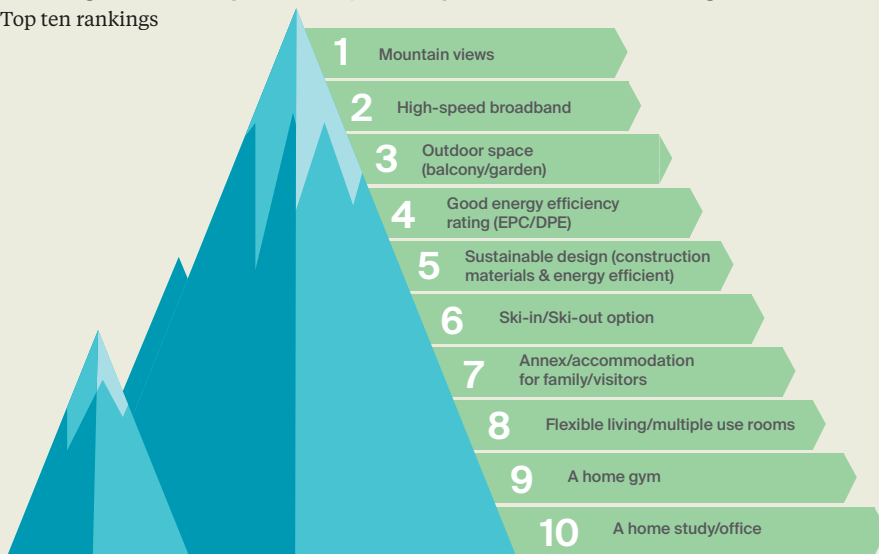 Top ten rankings
1 Mountain views
2 High-speed broadband
3 Outdoor space
(balcony/garden)
4 Good energy efficiency
rating (EPC/DPE)
5 Sustainable design (construction
materials & energy efficient)
6 Ski-in/Ski-out option
7 Annex/accommodation
for family/visitors
8 Flexible living/multiple use rooms
9 A home gym
10 A home study/office